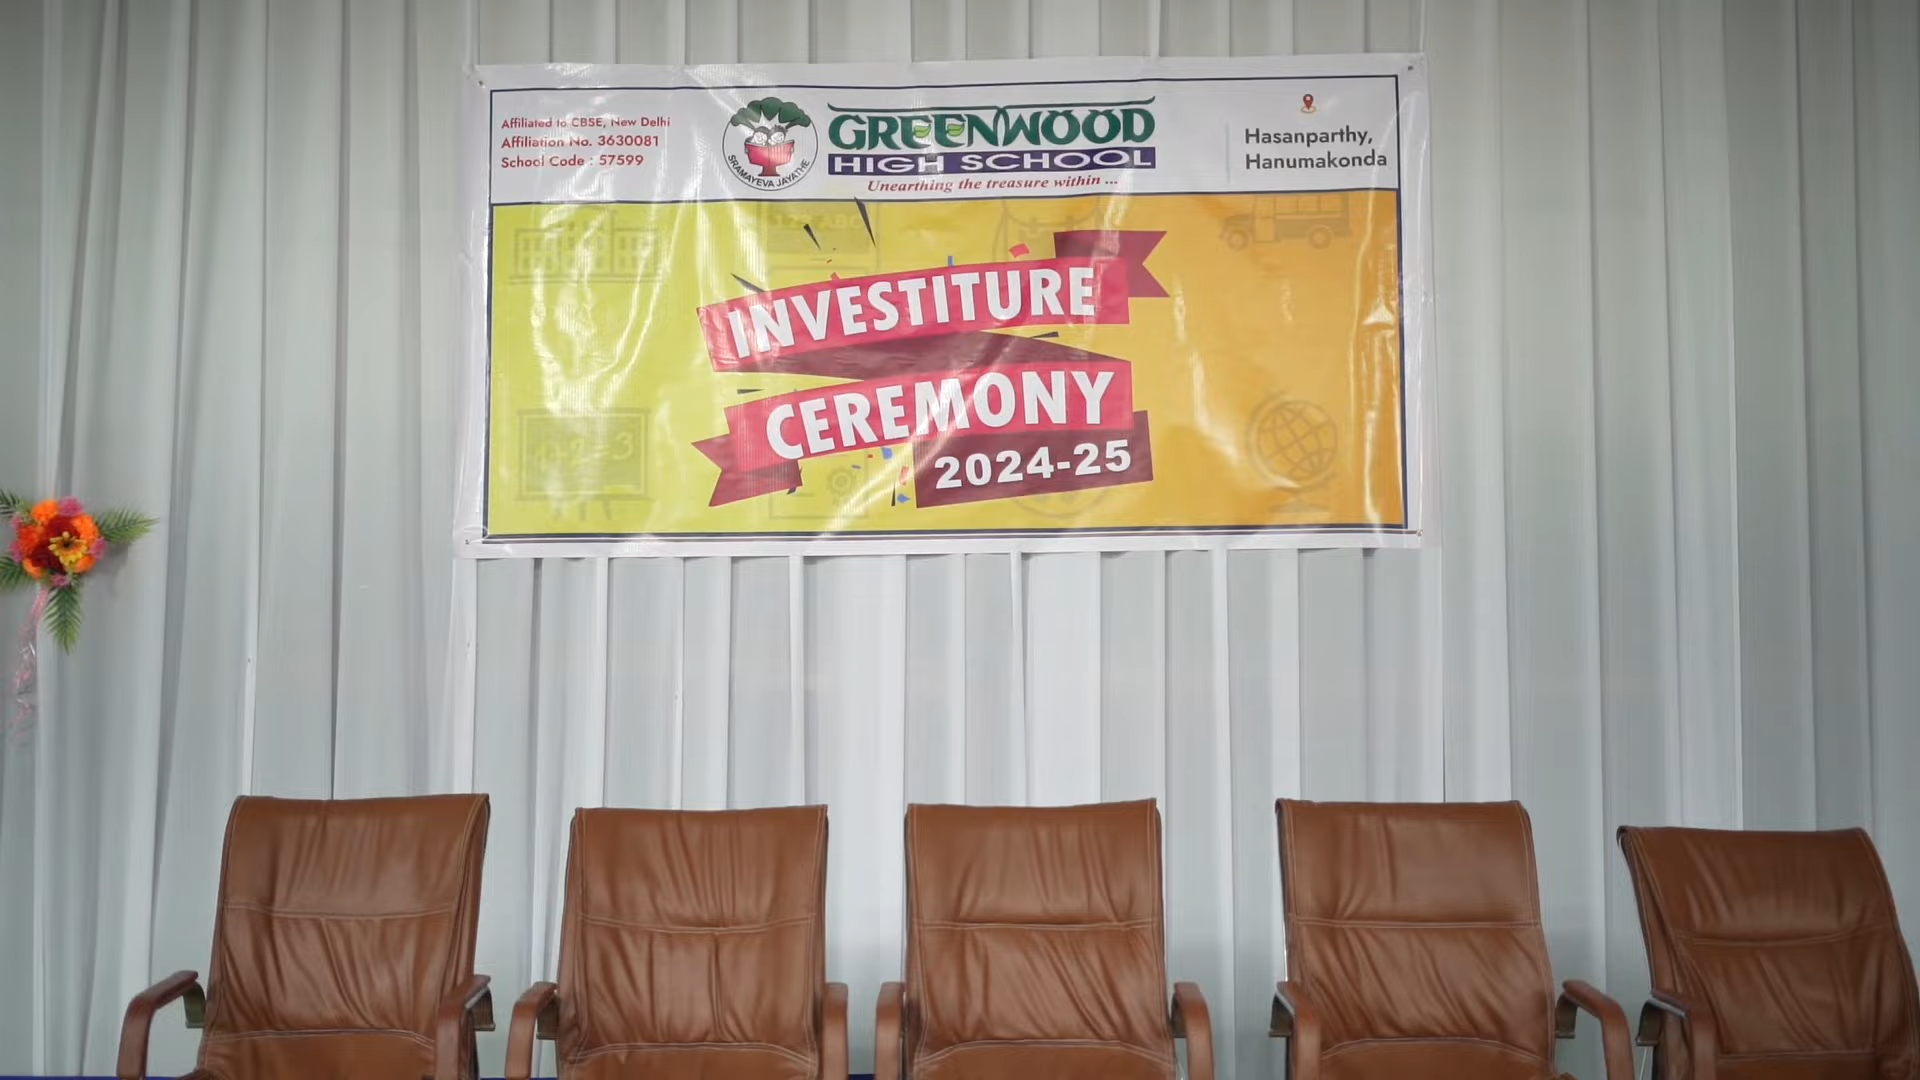 Affiliated to CBSE, New Delhi
Affiliation No. 3630081
School Code : 57599
SRAMAYEVA JAYATHE
GREENWOOD
HIGH SCHOOL
Unearthing the treasure within ...
Hasanparthy,
Hanumakonda
INVESTITURE
CEREMONY
2024-25